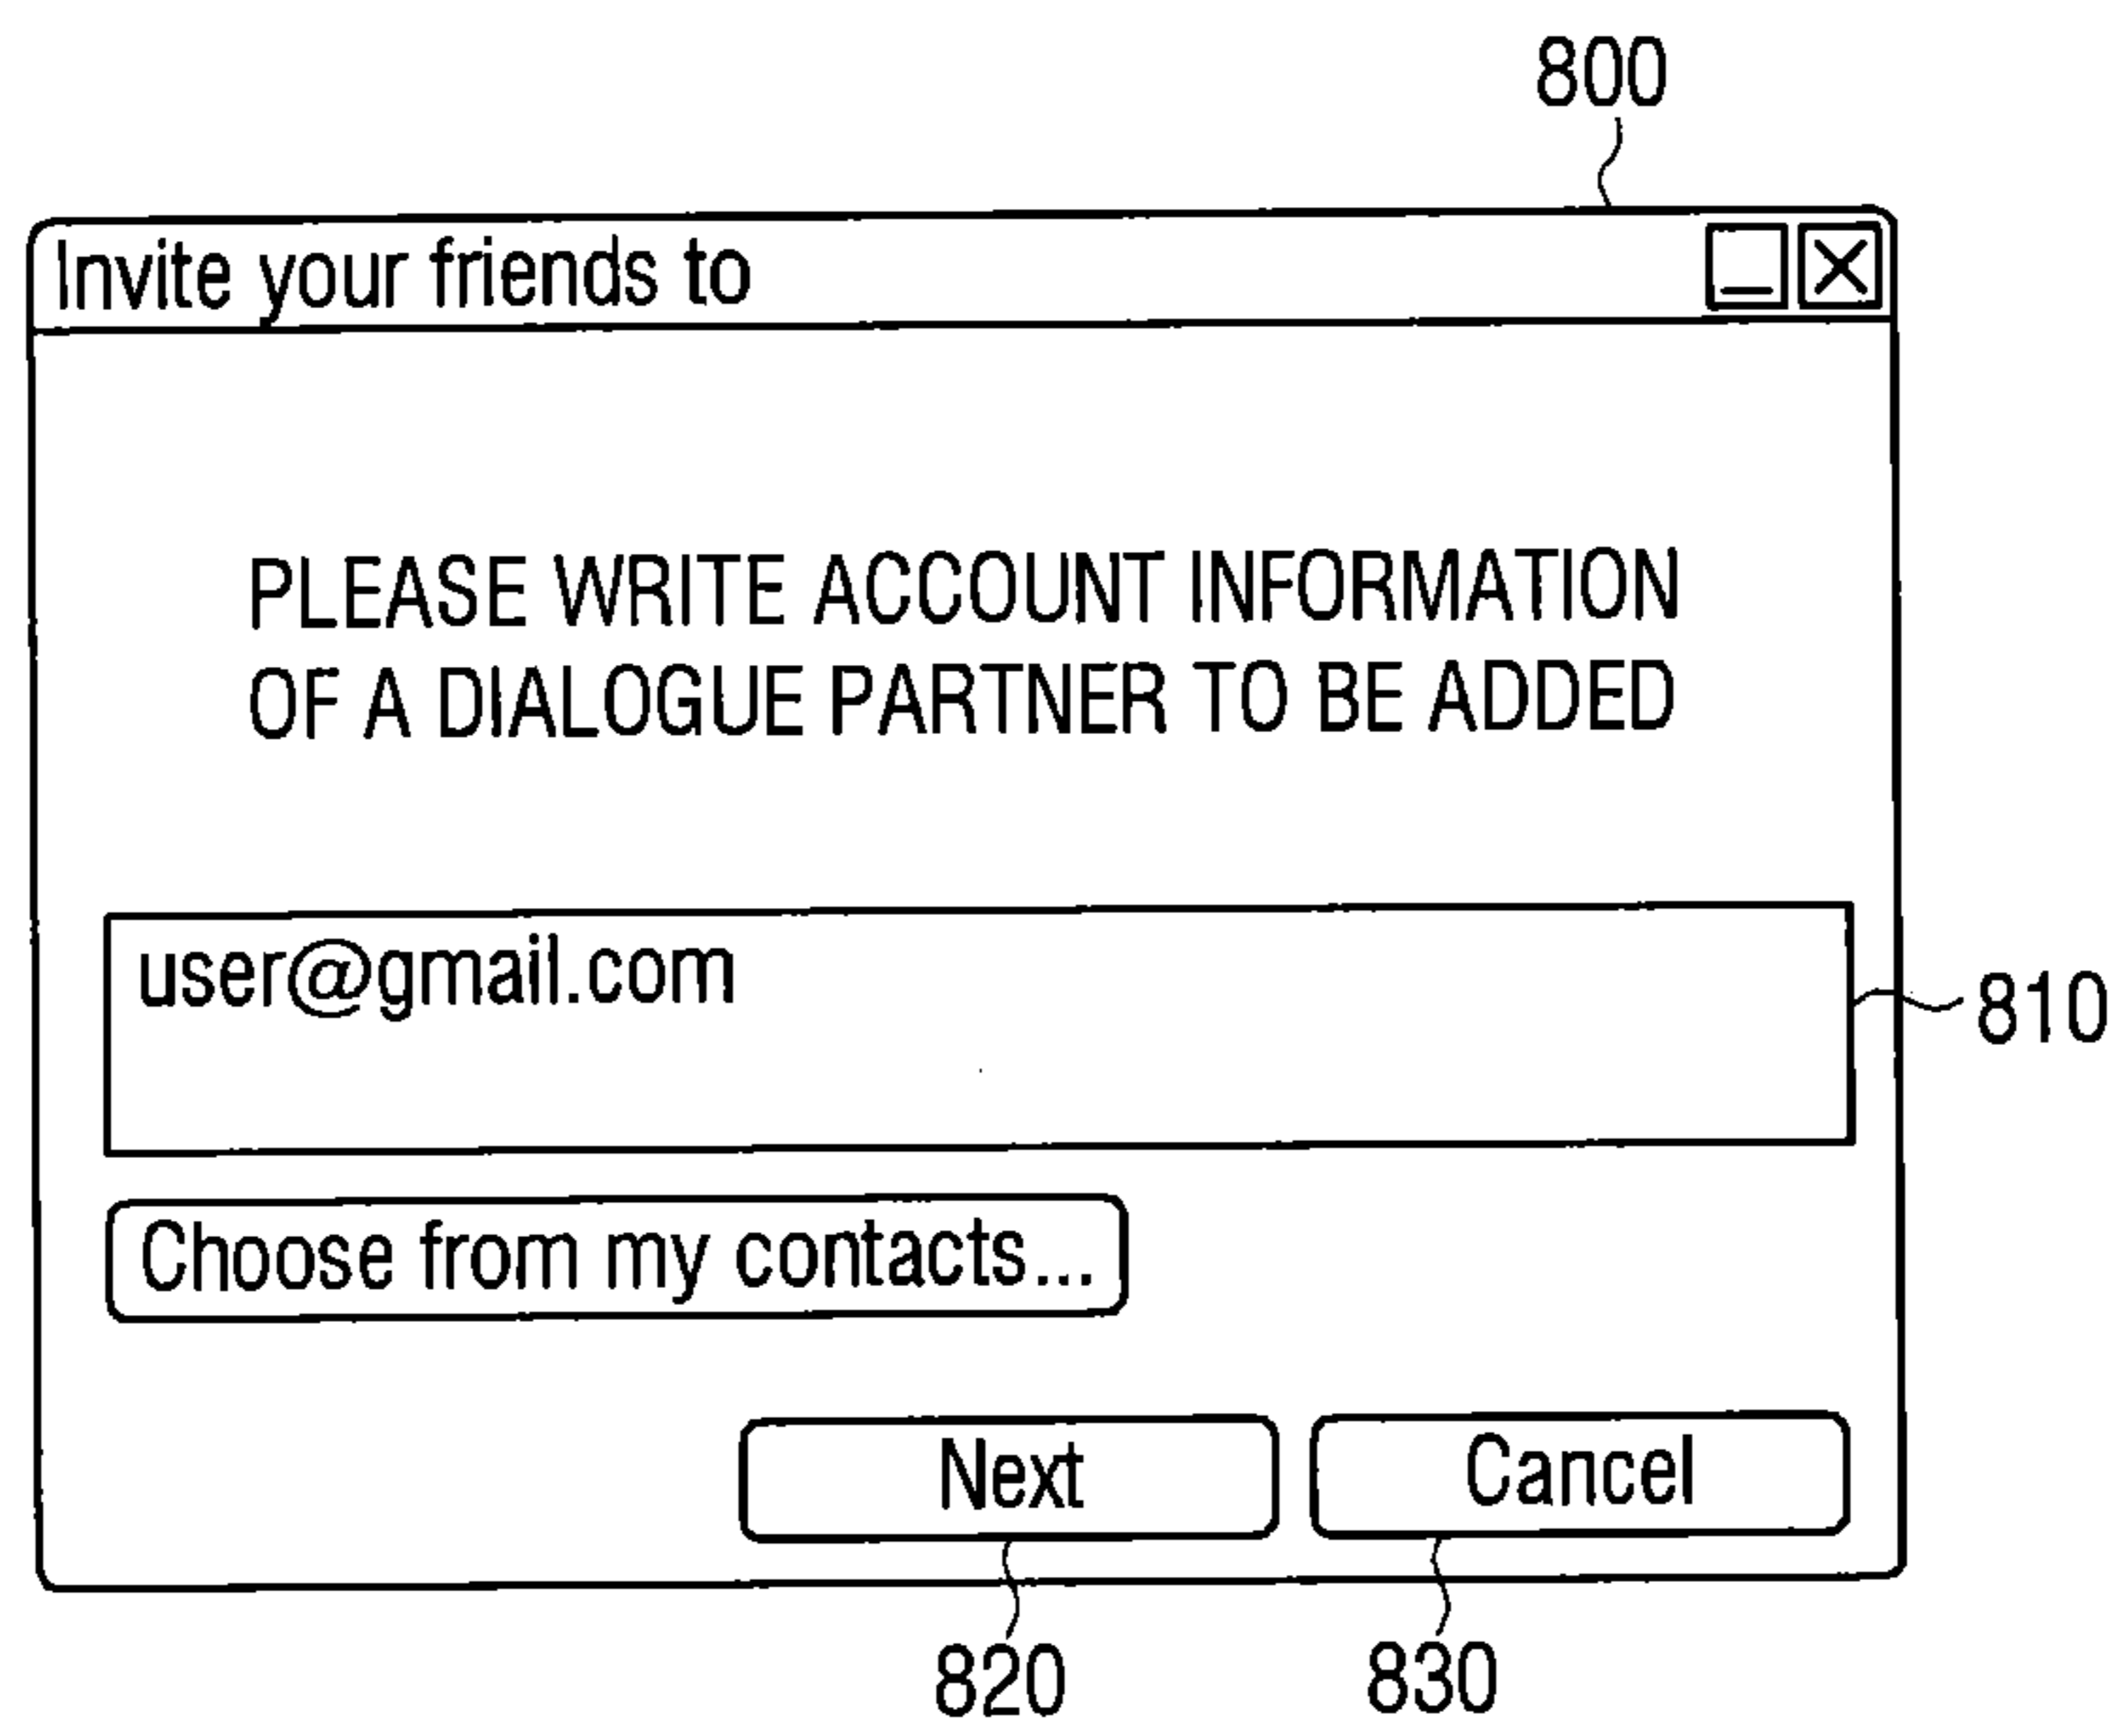 800
Invite your friends to
PLEASE WRITE ACCOUNT INFORMATION
OF A DIALOGUE PARTNER TO BE ADDED
user@gmail.com
810
Choose from my contacts...
Next
Cancel
820
830